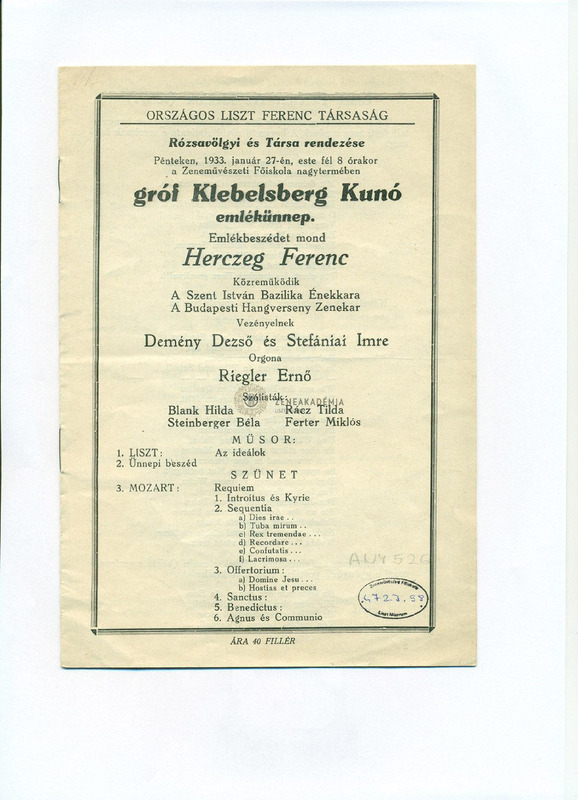 ORSZÁGOS LISZT FERENC TÁRSASÁG
Rózsavölgyi és Társa rendezése
Pénteken, 1933. január 27-én, este fél 8 órakor
a Zeneművészeti Főiskola nagytermében
gróf Klebelsberg Kunó
emlékünnep.
Emlékbeszédet mond
Herczeg Ferenc
Közreműködik
A Szent István Bazilika Énekkara
A Budapesti Hangverseny Zenekar
Vezényelnek
Demény Dezső és Stefániai Imre
Orgona
Riegler Ernő
Szólisták:
ZENEAKADÉMIA
Blank Hilda Rácz Tilda
Steinberger Béla Ferter Miklós
MŰSOR:
1. LISZT: Az ideálok
2. Ünnepi beszéd
SZÜNET
3. MOZART: Requiem
1. Introitus és Kyrie
2. Sequentia
a) Dies irae . .
b) Tuba mirum . .
c) Rex tremendae . . .
d) Recordare . . .
e) Confutatis . . .
f) Lacrimosa . . .
3. Offertorium:
a) Domine Jesu . . .
b) Hostias et preces
4. Sanctus:
5. Benedictus:
6. Agnus és Communio
Zeneművészeti Főiskola
Liszt Múzeum
ÁRA 40 FILLÉR